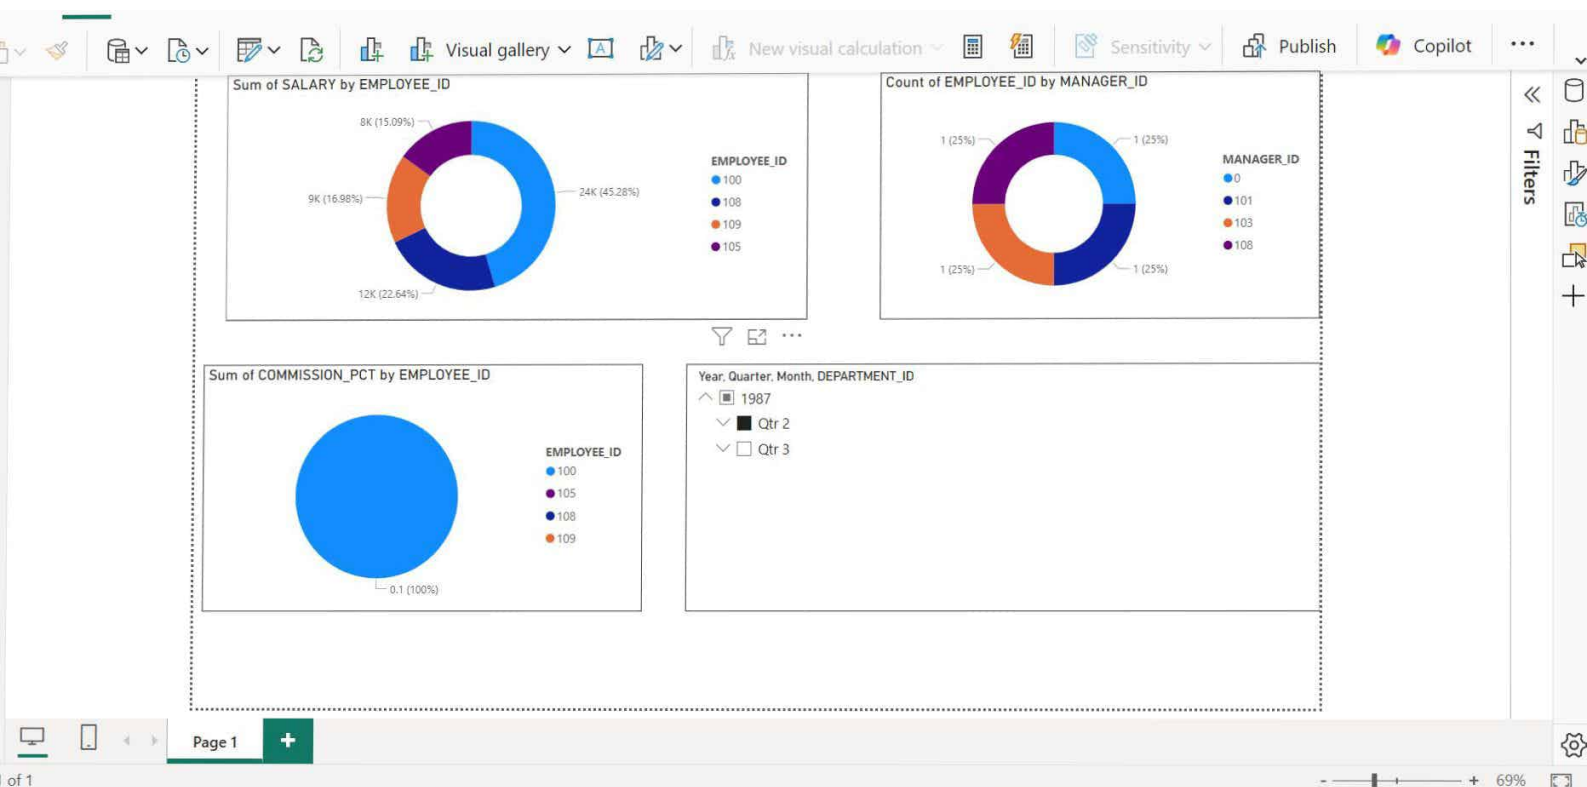 Visual gallery
A
New visual calculation
Sensitivity
Publish
Copilot
Filters
Sum of SALARY by EMPLOYEE_ID
8K (15.09%)
9K (16.98%)
24K (45.28%)
12K (22.64%)
EMPLOYEE_ID
100
108
109
105
Count of EMPLOYEE_ID by MANAGER_ID
1 (25%)
1 (25%)
1 (25%)
1 (25%)
MANAGER_ID
0
101
103
108
Sum of COMMISSION_PCT by EMPLOYEE_ID
0.1 (100%)
EMPLOYEE_ID
100
105
108
109
Year, Quarter, Month, DEPARTMENT_ID
1987
Qtr 2
Qtr 3
Page 1
of 1
69%